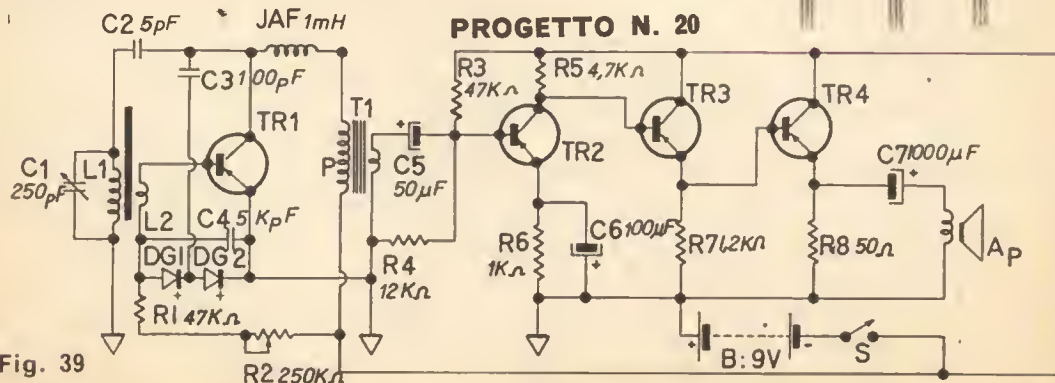 PROGETTO N. 20
C2 5pF
JAF 1mH
C3 100pF
R3
47KΩ
R5 4,7KΩ
TR1
T1
P
TR3
TR4
C1
250pF
L1
L2
C5
50µF
TR2
C7 1000µF
C4 5KpF
DG1
DG2
R6
1KΩ
C6 100µF
R7 1,2KΩ
R8 50Ω
AP
R4
12KΩ
R1 47KΩ
B:9V
S
Fig. 39
R2 250KΩ